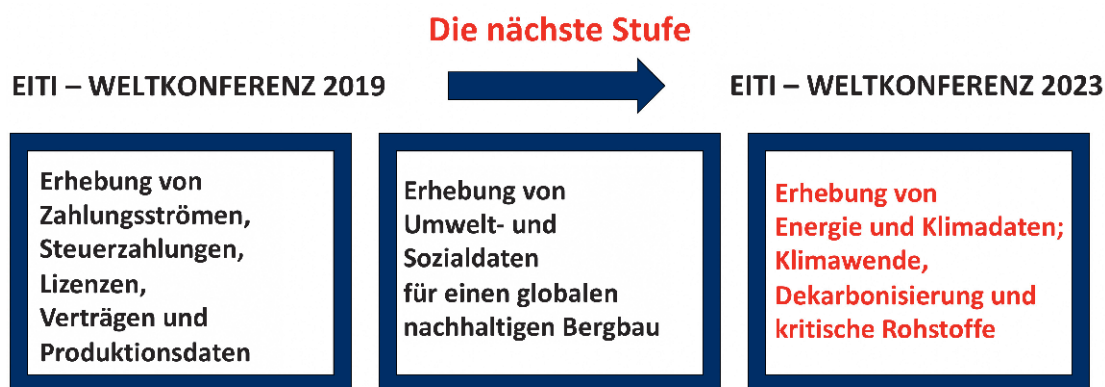 Die nächste Stufe
EITI – WELTKONFERENZ 2019
EITI – WELTKONFERENZ 2023
Erhebung von
Zahlungsströmen,
Steuerzahlungen,
Lizenzen,
Verträgen und
Produktionsdaten
Erhebung von
Umwelt- und
Sozialdaten
für einen globalen
nachhaltigen Bergbau
Erhebung von
Energie und Klimadaten;
Klimawende,
Dekarbonisierung und
kritische Rohstoffe